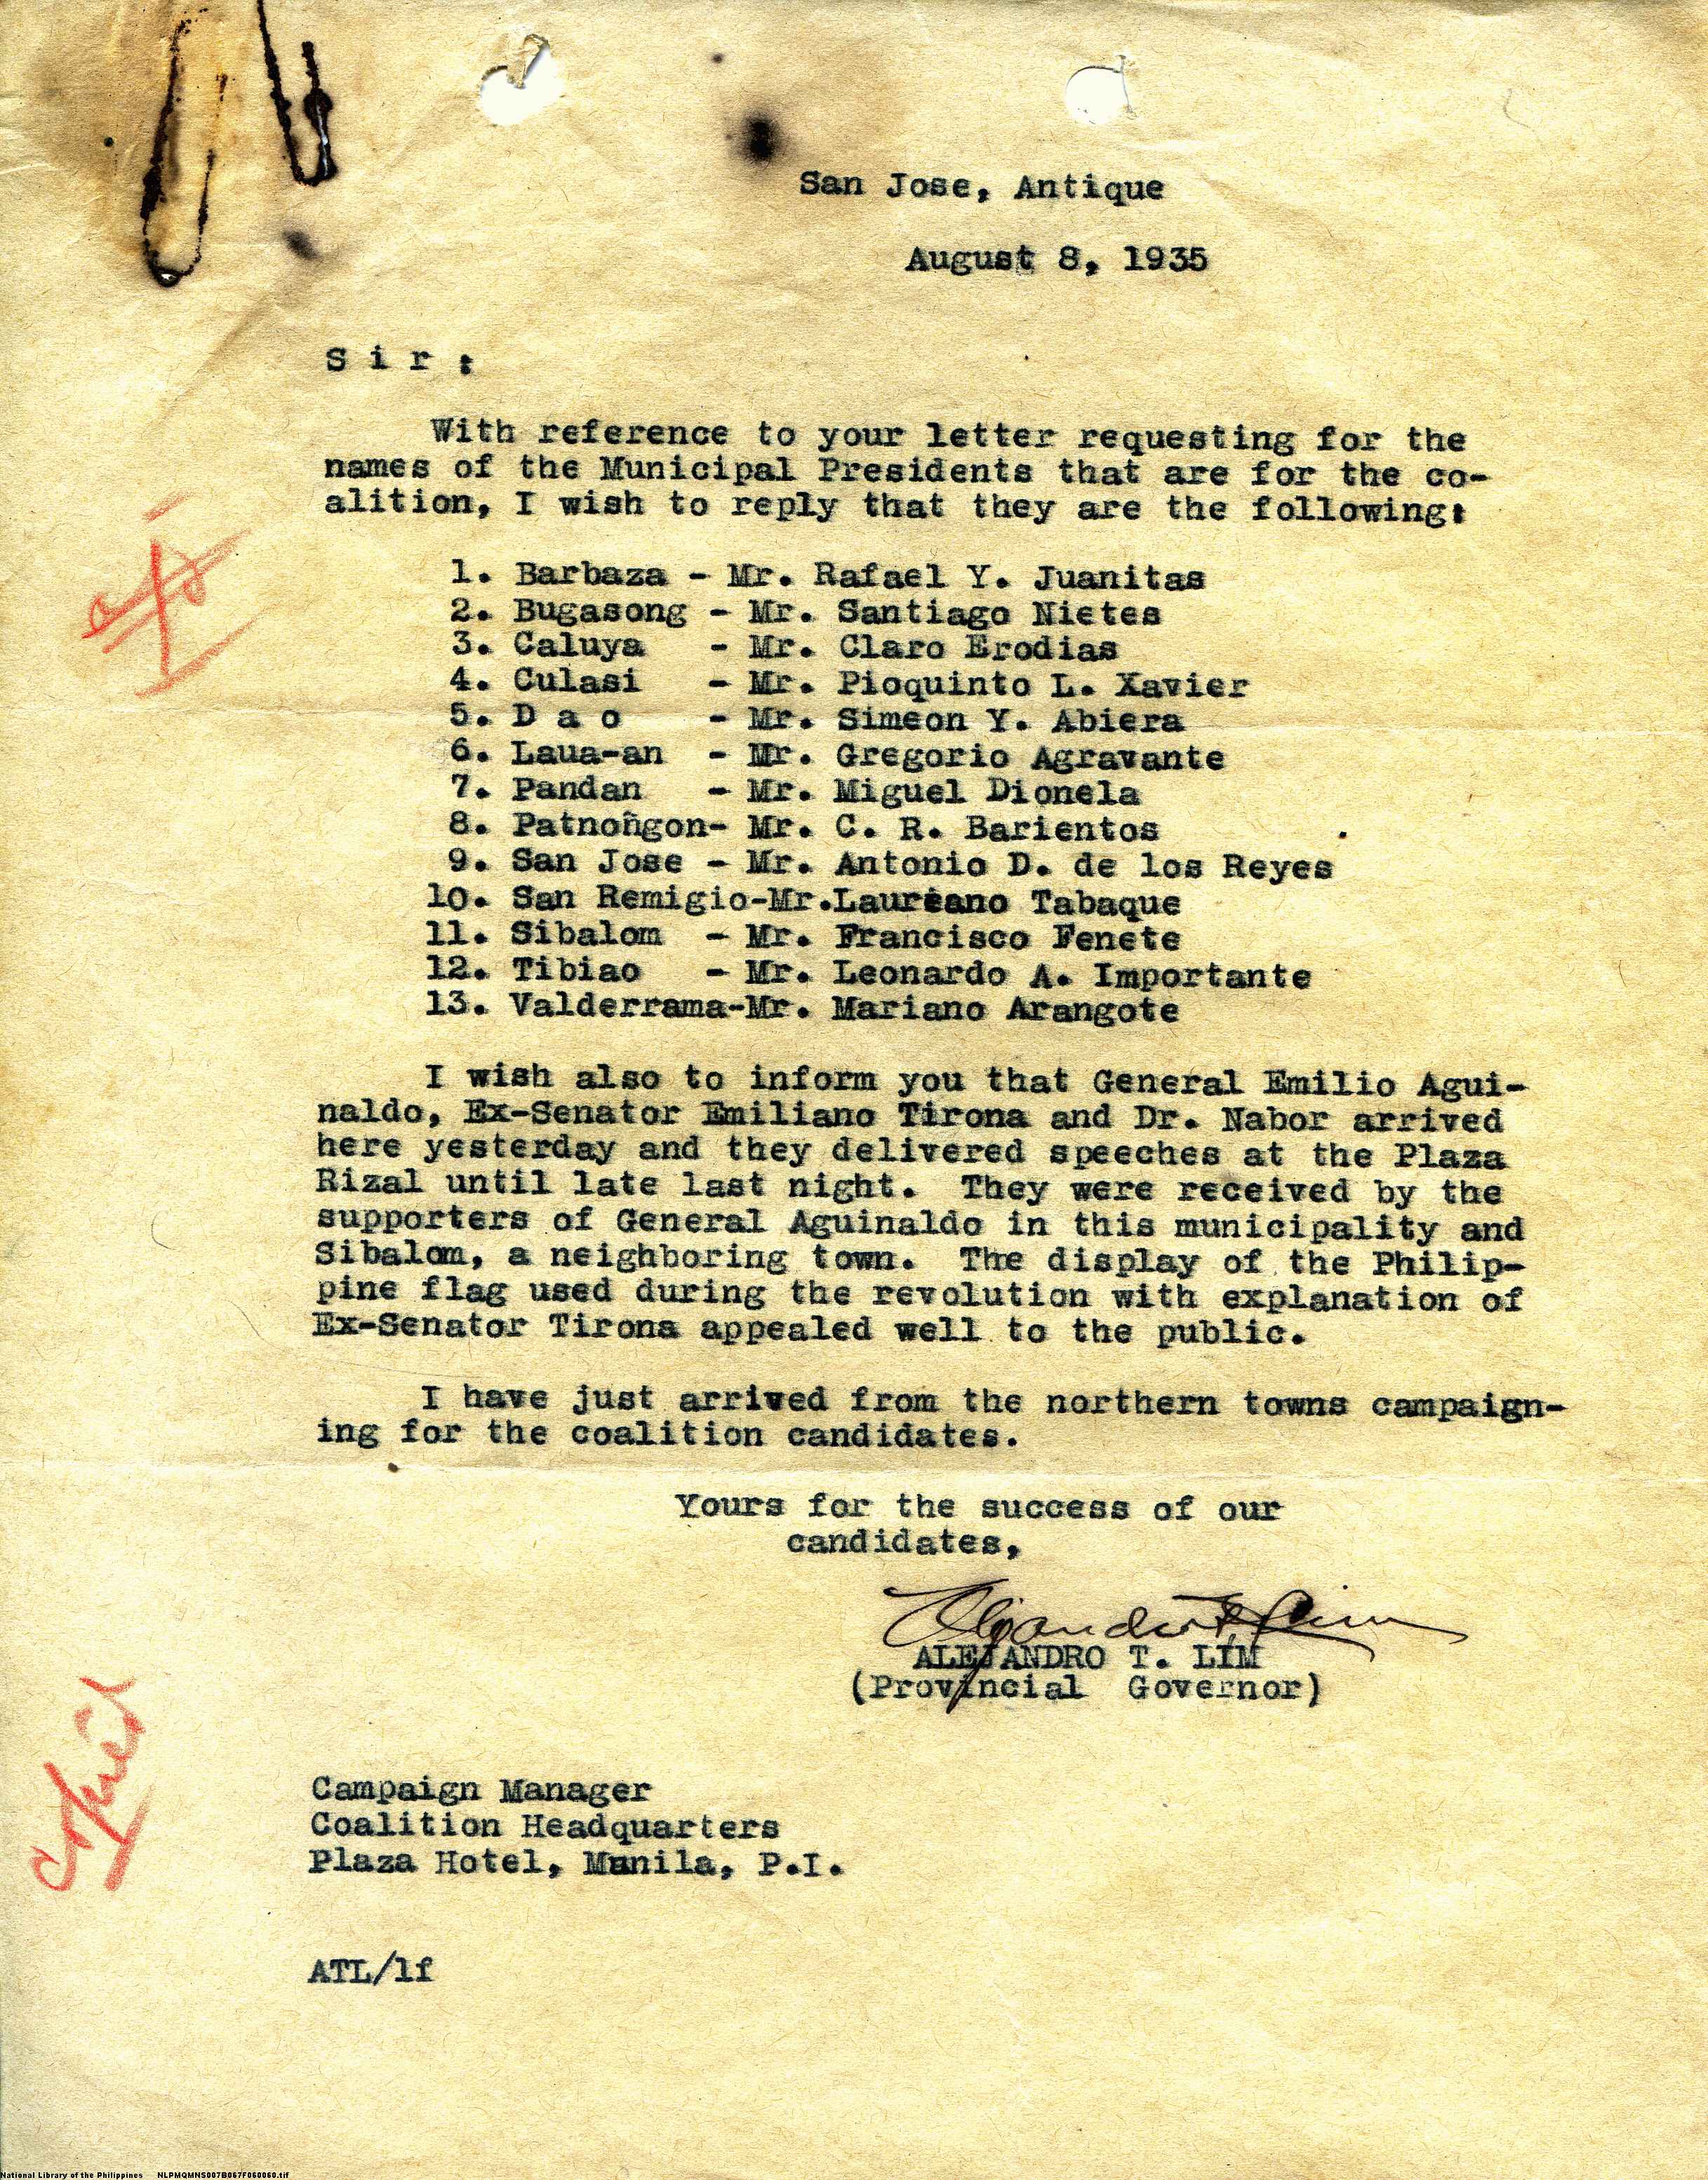 San Jose, Antique
August 8, 1935
S i r :
With reference to your letter requesting for the
names of the Municipal Presidents that are for the co-
alition, I wish to reply that they are the following:
1. Barbaza - Mr. Rafael Y. Juanitas
2. Bugasong - Mr. Santiago Nietes
3. Caluya - Mr. Claro Erodias
4. Culasi - Mr. Pioquinto L. Xavier
5. D a o - Mr. Simeon Y. Abiera
6. Laua-an - Mr. Gregorio Agravante
7. Pandan - Mr. Miguel Dionela
8. Patnoñgon- Mr. C. R. Barientos
9. San Jose - Mr. Antonio D. de los Reyes
10. San Remigio-Mr.Laureano Tabaque
11. Sibalom - Mr. Francisco Fenete
12. Tibiao - Mr. Leonardo A. Importante
13. Valderrama-Mr. Mariano Arangote
I wish also to inform you that General Emilio Agui-
naldo, Ex-Senator Emiliano Tirona and Dr. Nabor arrived
here yesterday and they delivered speeches at the Plaza
Rizal until late last night. They were received by the
supporters of General Aguinaldo in this municipality and
Sibalom, a neighboring town. The display of the Philip-
pine flag used during the revolution with explanation of
Ex-Senator Tirona appealed well to the public.
I have just arrived from the northern towns campaign-
ing for the coalition candidates.
Yours for the success of our
candidates,
Alejandro T. Lim
ALEJANDRO T. LIM
(Provincial Governor)
Campaign Manager
Coalition Headquarters
Plaza Hotel, Manila, P.I.
ATL/lf
National Library of the Philippines NLPMQMNS007B067F060060.tif